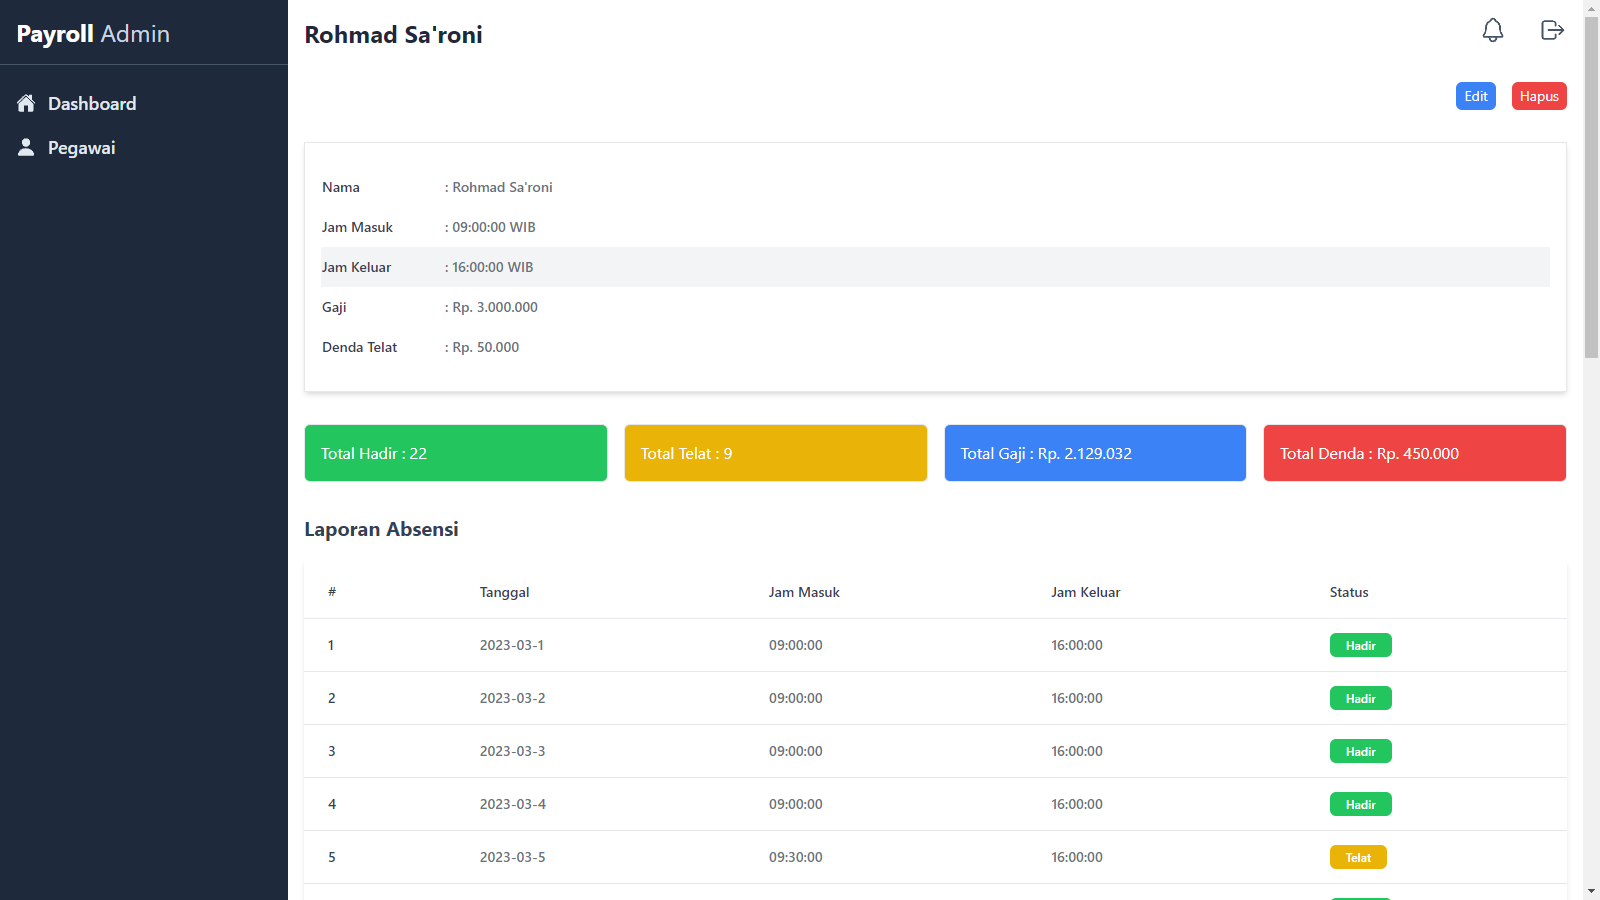 Payroll Admin
Dashboard
Pegawai
Rohmad Sa'roni
Edit Hapus
Nama : Rohmad Sa'roni
Jam Masuk : 09:00:00 WIB
Jam Keluar : 16:00:00 WIB
Gaji : Rp. 3.000.000
Denda Telat : Rp. 50.000
Total Hadir : 22 Total Telat : 9 Total Gaji : Rp. 2.129.032 Total Denda : Rp. 450.000
Laporan Absensi
# Tanggal Jam Masuk Jam Keluar Status
1 2023-03-1 09:00:00 16:00:00 Hadir
2 2023-03-2 09:00:00 16:00:00 Hadir
3 2023-03-3 09:00:00 16:00:00 Hadir
4 2023-03-4 09:00:00 16:00:00 Hadir
5 2023-03-5 09:30:00 16:00:00 Telat